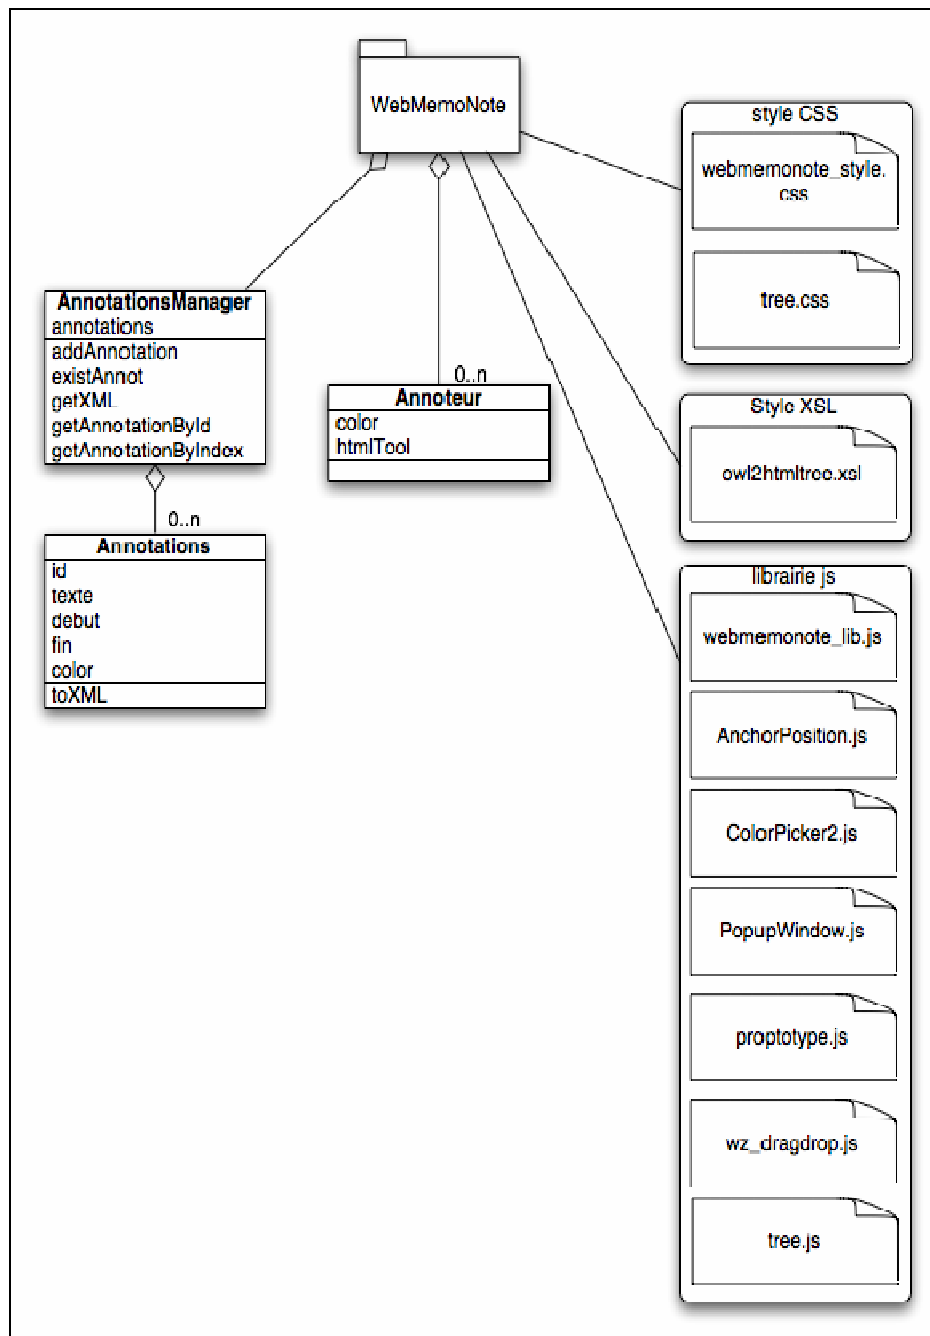 WebMemoNote
style CSS
webmemonote_style.
css
tree.css
AnnotationsManager
annotations
addAnnotation
existAnnot
getXML
getAnnotationById
getAnnotationByIndex
0..n
Annoteur
color
htmlTool
Style XSL
owl2htmltree.xsl
0..n
Annotations
id
texte
debut
fin
color
toXML
librairie js
webmemonote_lib.js
AnchorPosition.js
ColorPicker2.js
PopupWindow.js
proptotype.js
wz_dragdrop.js
tree.js